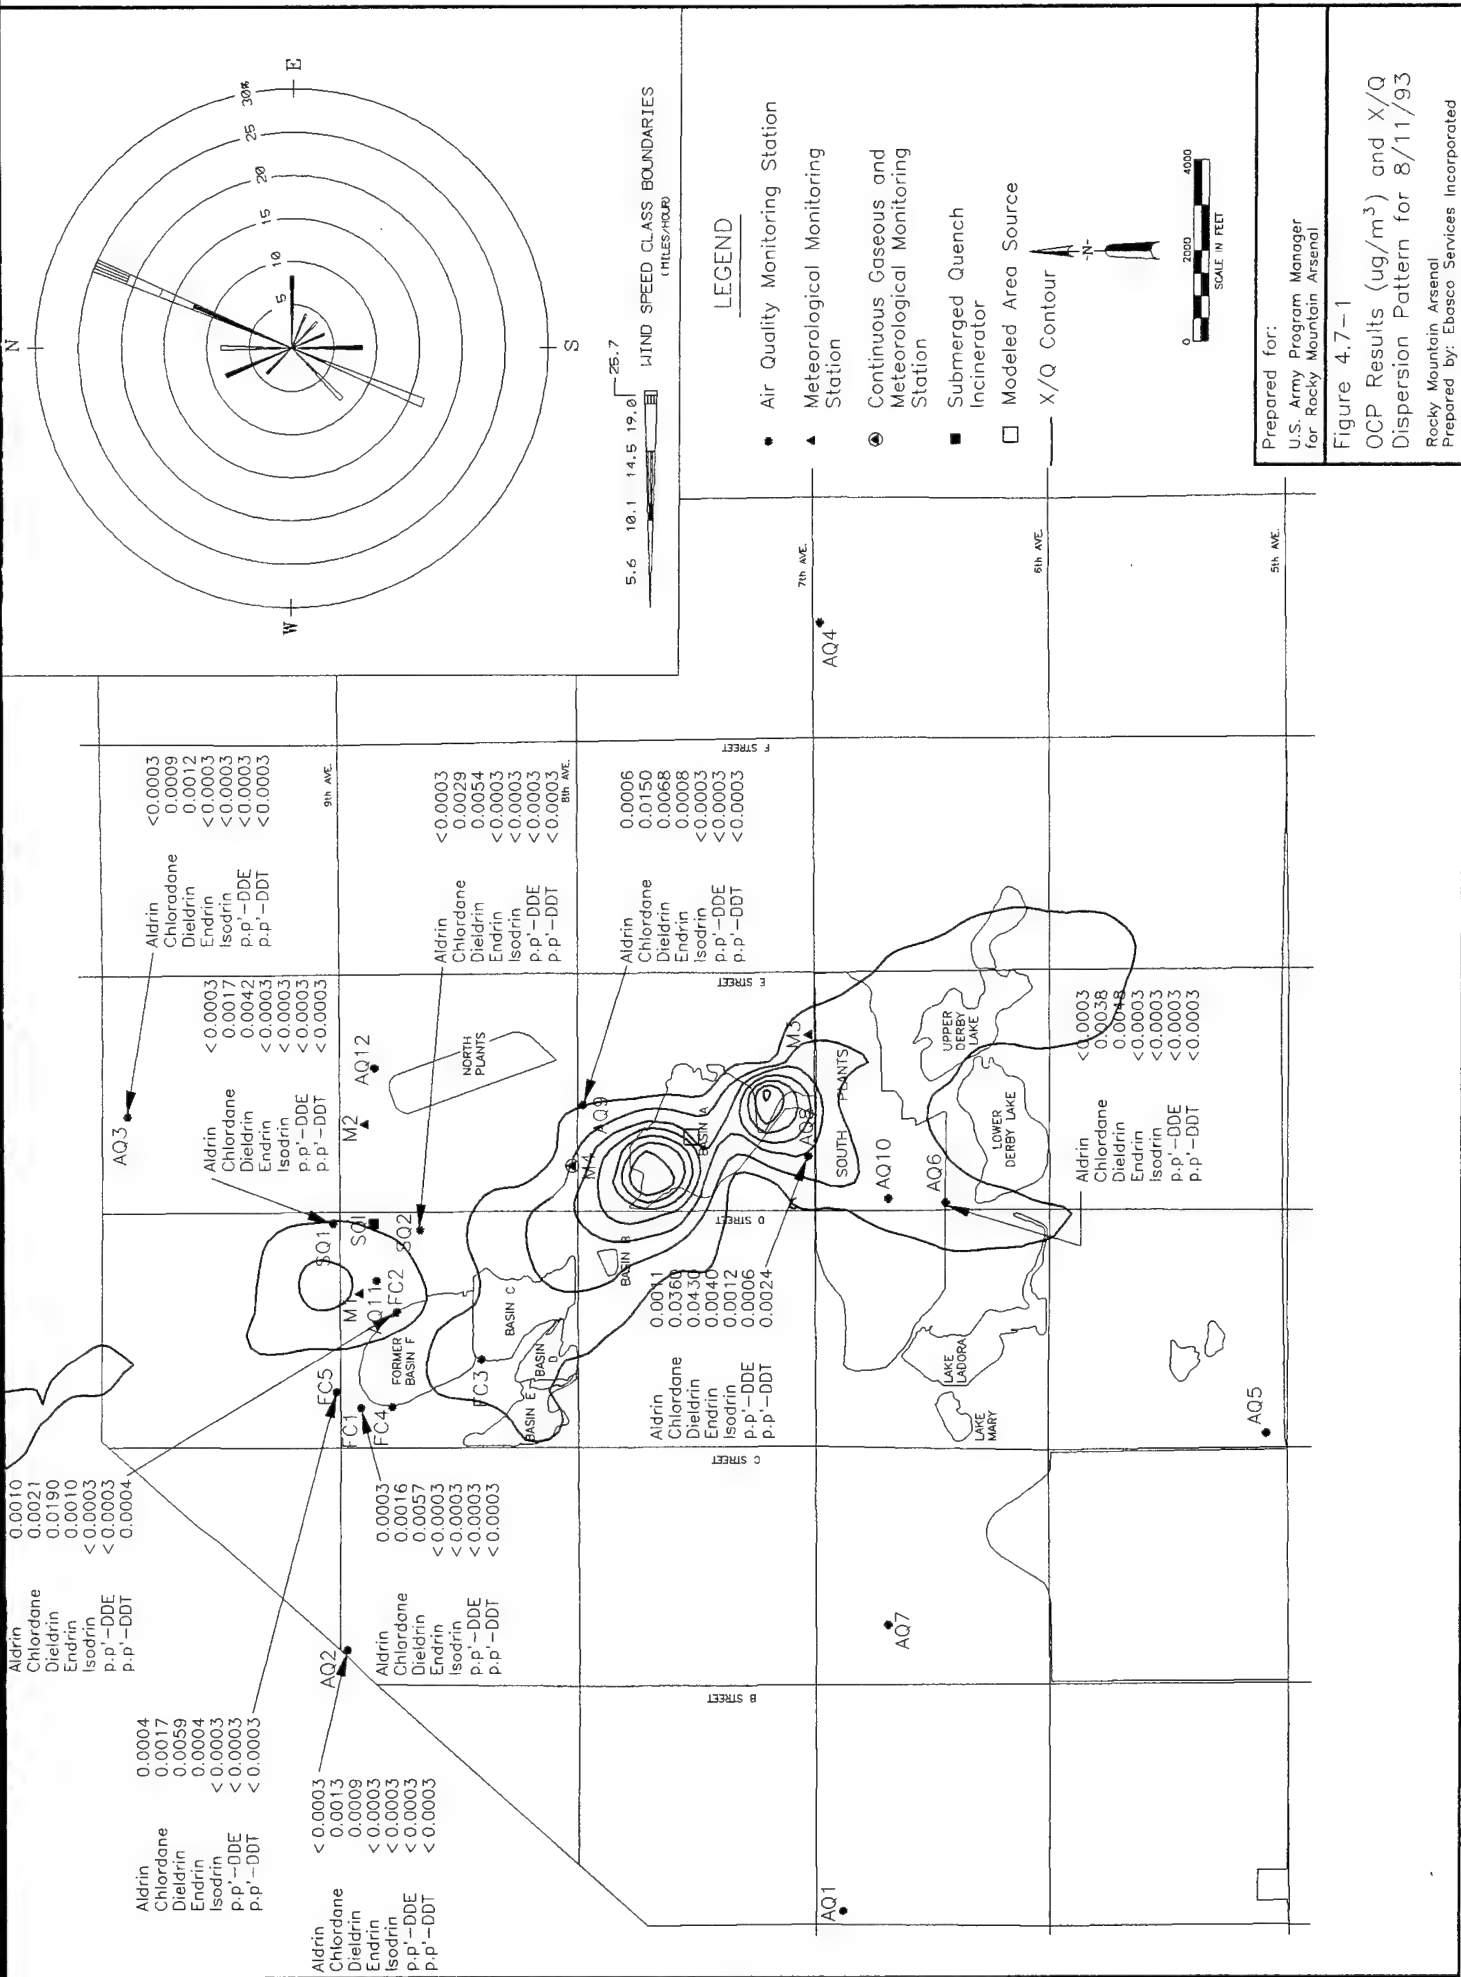 Aldrin 0.0010
Chlordane 0.0021
Dieldrin 0.0190
Endrin 0.0010
Isodrin <0.0003
p.p'-DDE <0.0003
p.p'-DDT 0.0004
Aldrin 0.0004
Chlordane 0.0017
Dieldrin 0.0059
Endrin 0.0004
Isodrin <0.0003
p.p'-DDE <0.0003
p.p'-DDT <0.0003
Aldrin <0.0003
Chlordane 0.0013
Dieldrin 0.0009
Endrin <0.0003
Isodrin <0.0003
p.p'-DDE <0.0003
p.p'-DDT <0.0003
Aldrin 0.0003
Chlordane 0.0016
Dieldrin 0.0057
Endrin <0.0003
Isodrin <0.0003
p.p'-DDE <0.0003
p.p'-DDT <0.0003
Aldrin <0.0003
Chloradane 0.0009
Dieldrin 0.0012
Endrin <0.0003
Isodrin <0.0003
p.p'-DDE <0.0003
p.p'-DDT <0.0003
Aldrin <0.0003
Chlordane 0.0017
Dieldrin 0.0042
Endrin <0.0003
Isodrin <0.0003
p.p'-DDE <0.0003
p.p'-DDT <0.0003
Aldrin <0.0003
Chlordane 0.0029
Dieldrin 0.0054
Endrin <0.0003
Isodrin <0.0003
p.p'-DDE <0.0003
p.p'-DDT <0.0003
Aldrin 0.0006
Chlordane 0.0150
Dieldrin 0.0068
Endrin 0.0008
Isodrin <0.0003
p.p'-DDE <0.0003
p.p'-DDT <0.0003
Aldrin 0.0011
Chlordane 0.0360
Dieldrin 0.0430
Endrin 0.0040
Isodrin 0.0012
p.p'-DDE 0.0006
p.p'-DDT 0.0024
Aldrin <0.0003
Chlordane 0.0038
Dieldrin 0.0048
Endrin <0.0003
Isodrin <0.0003
p.p'-DDE <0.0003
p.p'-DDT <0.0003
AQ3
AQ2
AQ12
M2
SQ1
SQI
SQ2
M1
FC2
FC5
FC1
FC4
FC3
FORMER
BASIN F
NORTH
PLANTS
BASIN C
BASIN
D
BASIN E
BASIN B
BASIN A
M4
AQ9
M3
AQ8
SOUTH PLANTS
AQ10
AQ6
UPPER
DERBY
LAKE
LOWER
DERBY LAKE
LAKE
LADORA
LAKE
MARY
AQ1
AQ7
AQ5
AQ4
B STREET
C STREET
D STREET
E STREET
F STREET
9th AVE.
8th AVE.
7th AVE.
6th AVE.
5th AVE.
N
E
S
W
5
10
15
20
25
30%
5.6 10.1 14.5 19.0 25.7
WIND SPEED CLASS BOUNDARIES
(MILES/HOUR)
LEGEND
Air Quality Monitoring Station
Meteorological Monitoring
Station
Continuous Gaseous and
Meteorological Monitoring
Station
Submerged Quench
Incinerator
Modeled Area Source
X/Q Contour
-N-
0 2000 4000
SCALE IN FEET
Prepared for:
U.S. Army Program Manager
for Rocky Mountain Arsenal
Figure 4.7-1
OCP Results (ug/m³) and X/Q
Dispersion Pattern for 8/11/93
Rocky Mountain Arsenal
Prepared by: Ebasco Services Incorporated